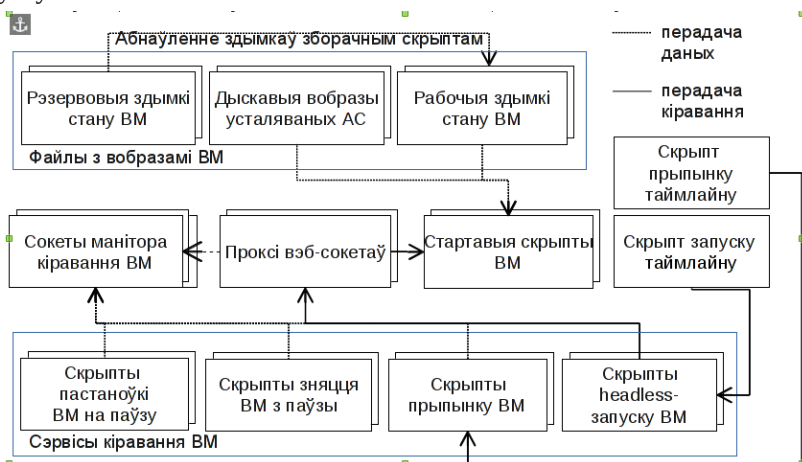 Абнаўленне здымкаў зборачным скрыптам
перадача
даных
перадача
кіравання
Рэзервовыя здымкі
стану ВМ
Дыскавыя вобразы
усталяваных АС
Рабочыя здымкі
стану ВМ
Файлы з вобразамі ВМ
Скрыпт
прыпынку
таймлайну
Сокеты манітора
кіравання ВМ
Проксі вэб-сокетаў
Стартавыя скрыпты
ВМ
Скрыпт запуску
таймлайну
Скрыпты
пастаноўкі
ВМ на паўзу
Скрыпты зняцця
ВМ з паўзы
Скрыпты
прыпынку ВМ
Скрыпты
headless-
запуску ВМ
Сэрвісы кіравання ВМ